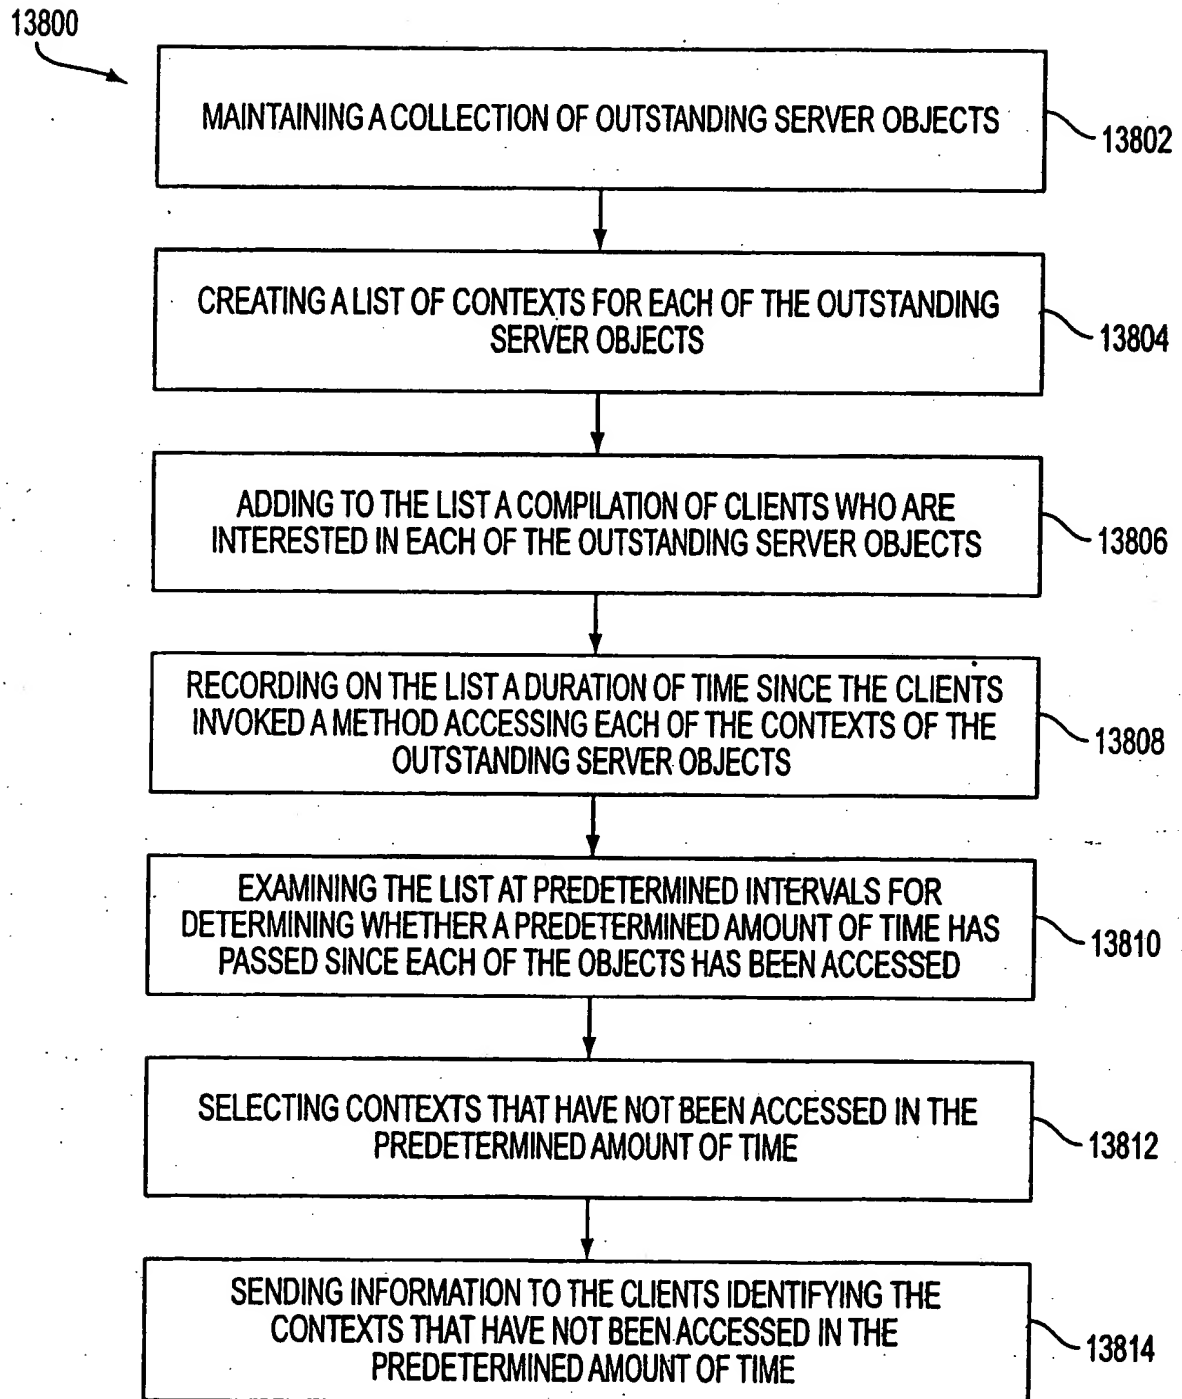 13800
MAINTAINING A COLLECTION OF OUTSTANDING SERVER OBJECTS
13802
CREATING A LIST OF CONTEXTS FOR EACH OF THE OUTSTANDING
SERVER OBJECTS
13804
ADDING TO THE LIST A COMPILATION OF CLIENTS WHO ARE
INTERESTED IN EACH OF THE OUTSTANDING SERVER OBJECTS
13806
RECORDING ON THE LIST A DURATION OF TIME SINCE THE CLIENTS
INVOKED A METHOD ACCESSING EACH OF THE CONTEXTS OF THE
OUTSTANDING SERVER OBJECTS
13808
EXAMINING THE LIST AT PREDETERMINED INTERVALS FOR
DETERMINING WHETHER A PREDETERMINED AMOUNT OF TIME HAS
PASSED SINCE EACH OF THE OBJECTS HAS BEEN ACCESSED
13810
SELECTING CONTEXTS THAT HAVE NOT BEEN ACCESSED IN THE
PREDETERMINED AMOUNT OF TIME
13812
SENDING INFORMATION TO THE CLIENTS IDENTIFYING THE
CONTEXTS THAT HAVE NOT BEEN ACCESSED IN THE
PREDETERMINED AMOUNT OF TIME
13814